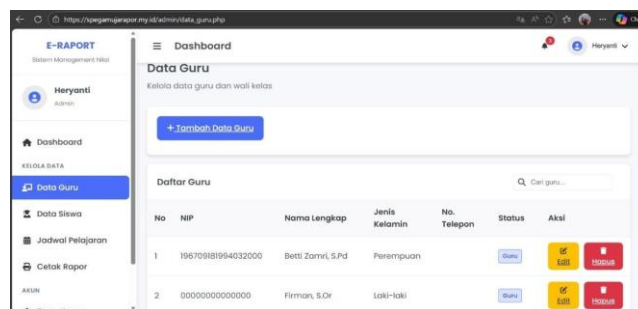 https://spegamujarapor.my.id/admin/data_guru.php
E-RAPORT
Sistem Management Nilai
Heryanti
Admin
Dashboard
KELOLA DATA
Data Guru
Data Siswa
Jadwal Pelajaran
Cetak Rapor
AKUN
Dashboard
Heryanti
Data Guru
Kelola data guru dan wali kelas
+ Tambah Data Guru
Daftar Guru
Cari guru...
No NIP Nama Lengkap Jenis Kelamin No. Telepon Status Aksi
1 196709181994032000 Betti Zamri, S.Pd Perempuan Guru Edit Hapus
2 00000000000000 Firman, S.Or Laki-laki Guru Edit Hapus